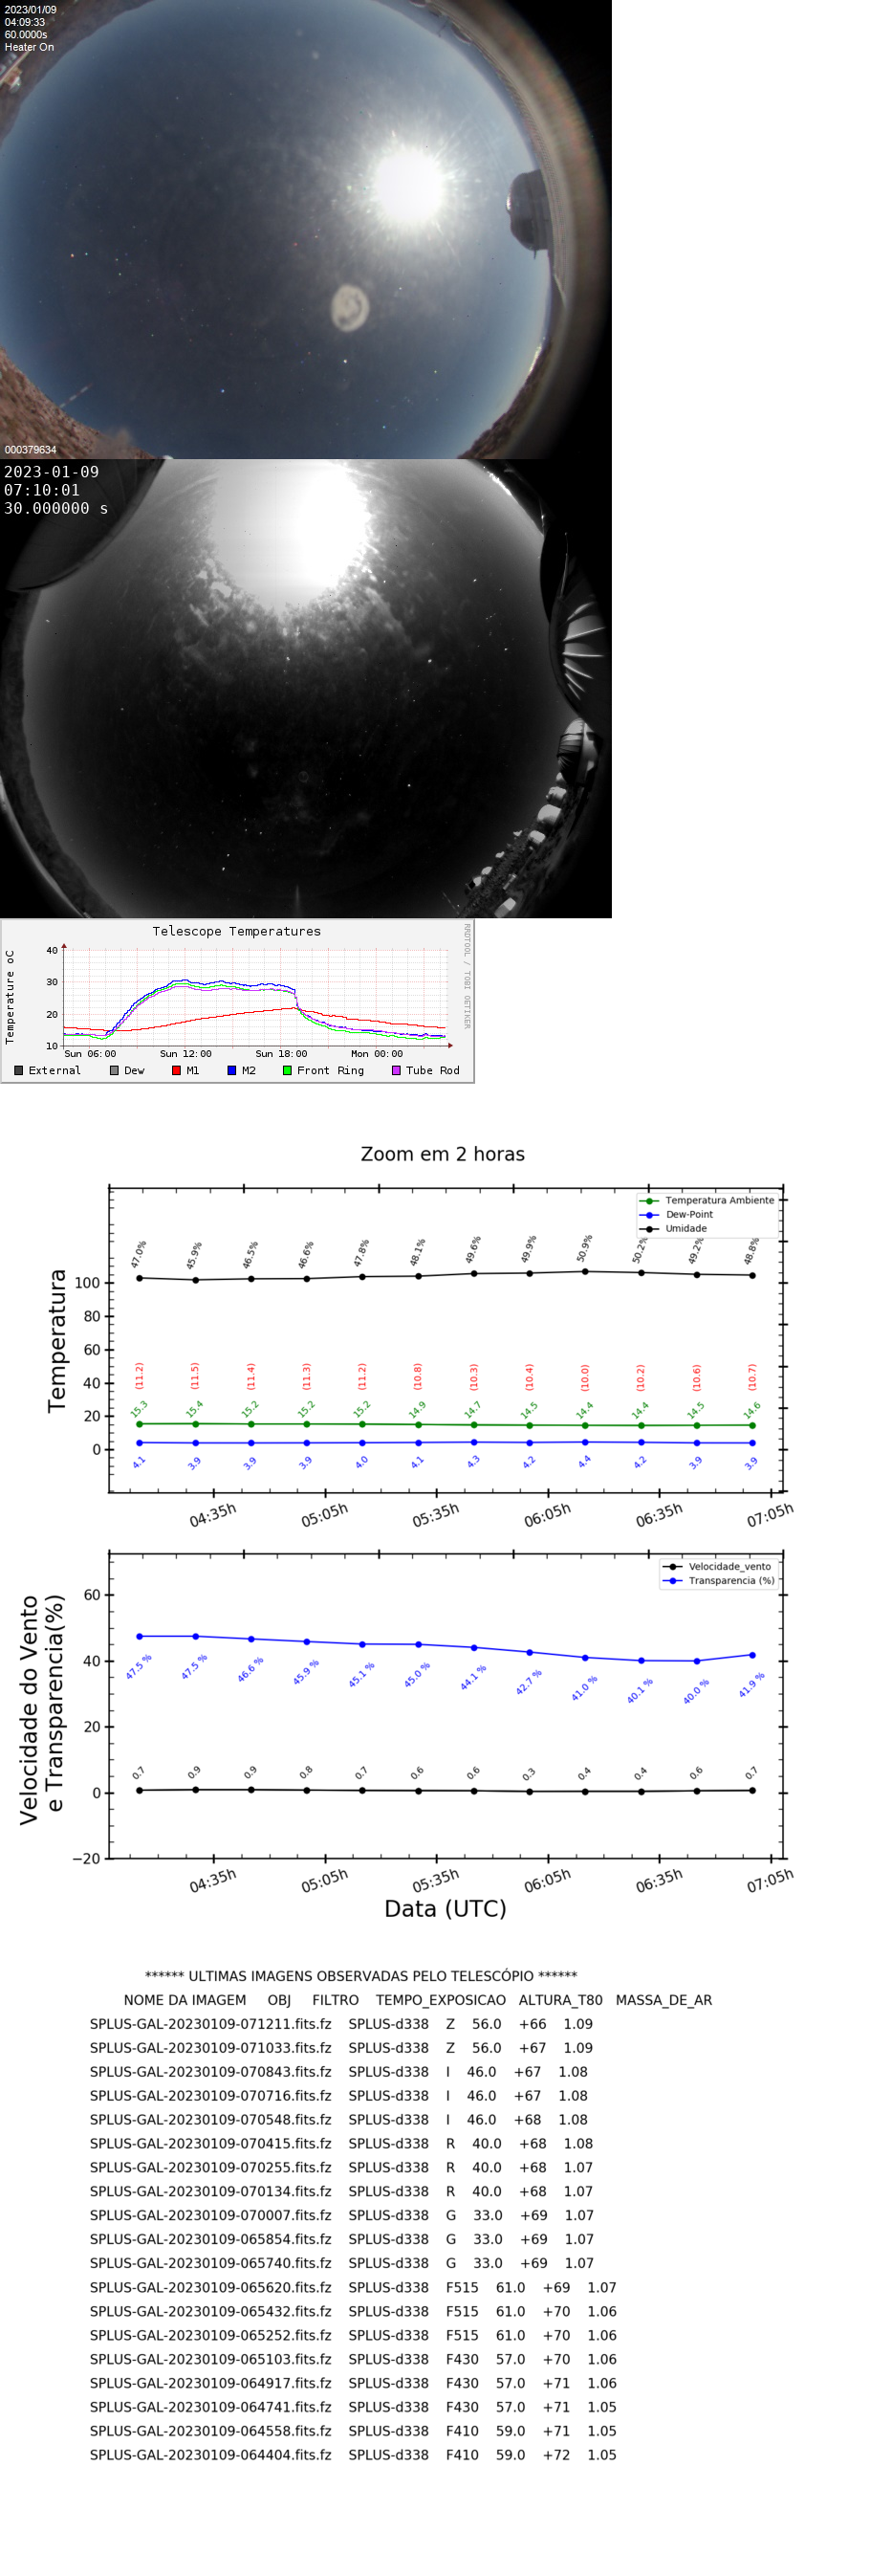 2023/01/09
04:09:33
60.0000s
Heater On
000379634
2023-01-09
07:10:01
30.000000 s
Telescope Temperatures
RRDTOOL / TOBI OETIKER
Temperature oC
40
30
20
10
Sun 06:00 Sun 12:00 Sun 18:00 Mon 00:00
External Dew M1 M2 Front Ring Tube Rod
Zoom em 2 horas
Temperatura Ambiente
Dew-Point
Umidade
47.0% 45.9% 46.5% 46.6% 47.8% 48.1% 49.6% 49.9% 50.9% 50.2% 49.2% 48.8%
Temperatura
100
80
60
40
20
0
(11.2) (11.5) (11.4) (11.3) (11.2) (10.8) (10.3) (10.4) (10.0) (10.2) (10.6) (10.7)
15.3 15.4 15.2 15.2 15.2 14.9 14.7 14.5 14.4 14.4 14.5 14.6
4.1 3.9 3.9 3.9 4.0 4.1 4.3 4.2 4.4 4.2 3.9 3.9
04:35h 05:05h 05:35h 06:05h 06:35h 07:05h
Velocidade_vento
Transparencia (%)
Velocidade do Vento
e Transparencia(%)
60
40
20
0
−20
47.5 % 47.5 % 46.6 % 45.9 % 45.1 % 45.0 % 44.1 % 42.7 % 41.0 % 40.1 % 40.0 % 41.9 %
0.7 0.9 0.9 0.8 0.7 0.6 0.6 0.3 0.4 0.4 0.6 0.7
04:35h 05:05h 05:35h 06:05h 06:35h 07:05h
Data (UTC)
****** ULTIMAS IMAGENS OBSERVADAS PELO TELESCÓPIO ******
NOME DA IMAGEM OBJ FILTRO TEMPO_EXPOSICAO ALTURA_T80 MASSA_DE_AR
SPLUS-GAL-20230109-071211.fits.fz SPLUS-d338 Z 56.0 +66 1.09
SPLUS-GAL-20230109-071033.fits.fz SPLUS-d338 Z 56.0 +67 1.09
SPLUS-GAL-20230109-070843.fits.fz SPLUS-d338 I 46.0 +67 1.08
SPLUS-GAL-20230109-070716.fits.fz SPLUS-d338 I 46.0 +67 1.08
SPLUS-GAL-20230109-070548.fits.fz SPLUS-d338 I 46.0 +68 1.08
SPLUS-GAL-20230109-070415.fits.fz SPLUS-d338 R 40.0 +68 1.08
SPLUS-GAL-20230109-070255.fits.fz SPLUS-d338 R 40.0 +68 1.07
SPLUS-GAL-20230109-070134.fits.fz SPLUS-d338 R 40.0 +68 1.07
SPLUS-GAL-20230109-070007.fits.fz SPLUS-d338 G 33.0 +69 1.07
SPLUS-GAL-20230109-065854.fits.fz SPLUS-d338 G 33.0 +69 1.07
SPLUS-GAL-20230109-065740.fits.fz SPLUS-d338 G 33.0 +69 1.07
SPLUS-GAL-20230109-065620.fits.fz SPLUS-d338 F515 61.0 +69 1.07
SPLUS-GAL-20230109-065432.fits.fz SPLUS-d338 F515 61.0 +70 1.06
SPLUS-GAL-20230109-065252.fits.fz SPLUS-d338 F515 61.0 +70 1.06
SPLUS-GAL-20230109-065103.fits.fz SPLUS-d338 F430 57.0 +70 1.06
SPLUS-GAL-20230109-064917.fits.fz SPLUS-d338 F430 57.0 +71 1.06
SPLUS-GAL-20230109-064741.fits.fz SPLUS-d338 F430 57.0 +71 1.05
SPLUS-GAL-20230109-064558.fits.fz SPLUS-d338 F410 59.0 +71 1.05
SPLUS-GAL-20230109-064404.fits.fz SPLUS-d338 F410 59.0 +72 1.05